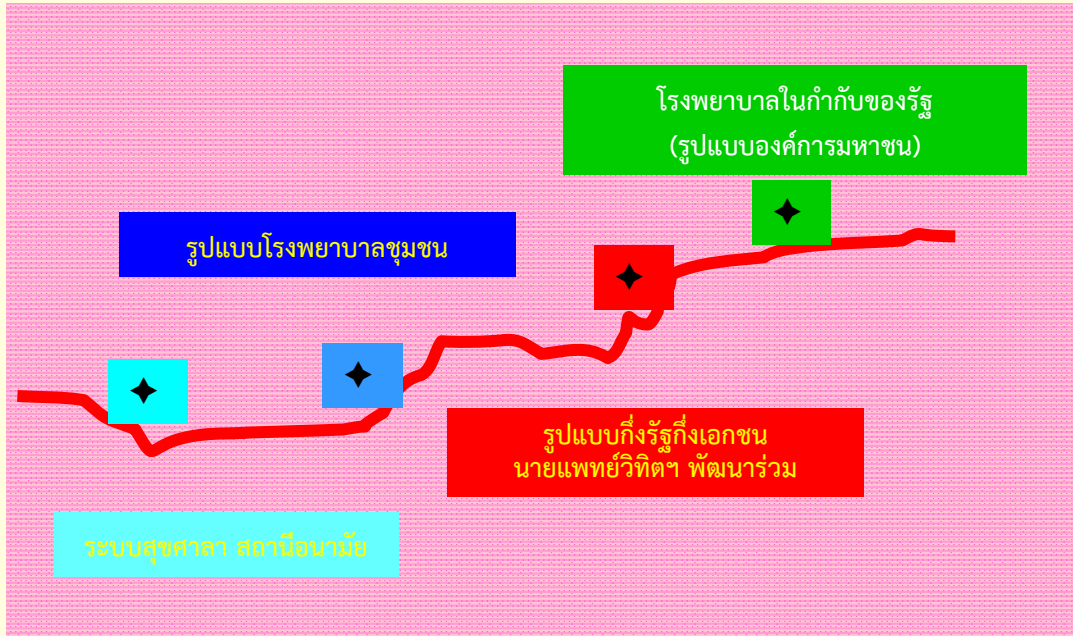 โรงพยาบาลในกำกับของรัฐ
(รูปแบบองค์การมหาชน)
รูปแบบโรงพยาบาลชุมชน
รูปแบบกึ่งรัฐกึ่งเอกชน
นายแพทย์วิทิตฯ พัฒนาร่วม
ระบบสุขศาลา สถานีอนามัย